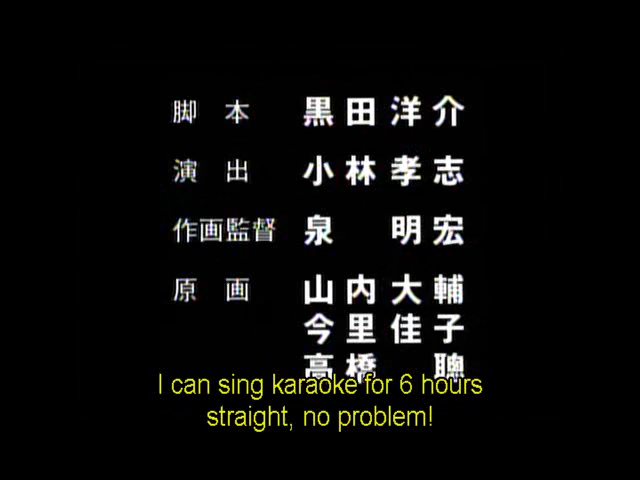 脚本 黒田洋介
演出 小林孝志
作画監督 泉 明宏
原画 山内大輔
今里佳子
高橋 聰
I can sing karaoke for 6 hours
straight, no problem!